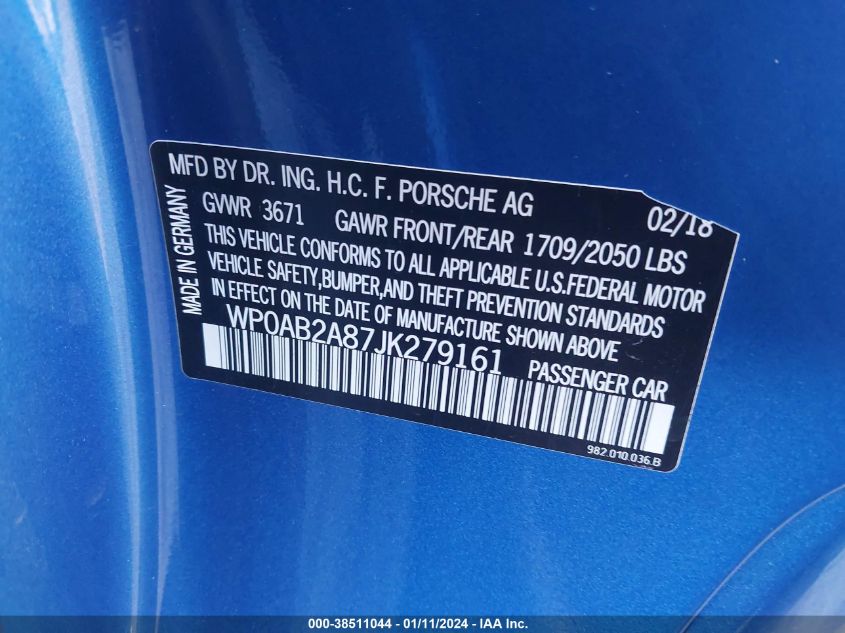 MFD BY DR. ING. H.C. F. PORSCHE AG 02/18
GVWR 3671 GAWR FRONT/REAR 1709/2050 LBS
THIS VEHICLE CONFORMS TO ALL APPLICABLE U.S.FEDERAL MOTOR
VEHICLE SAFETY,BUMPER,AND THEFT PREVENTION STANDARDS
IN EFFECT ON THE DATE OF MANUFACTURE SHOWN ABOVE
MADE IN GERMANY
WP0AB2A87JK279161 PASSENGER CAR
982.010.036.B
000-38511044 - 01/11/2024 - IAA Inc.